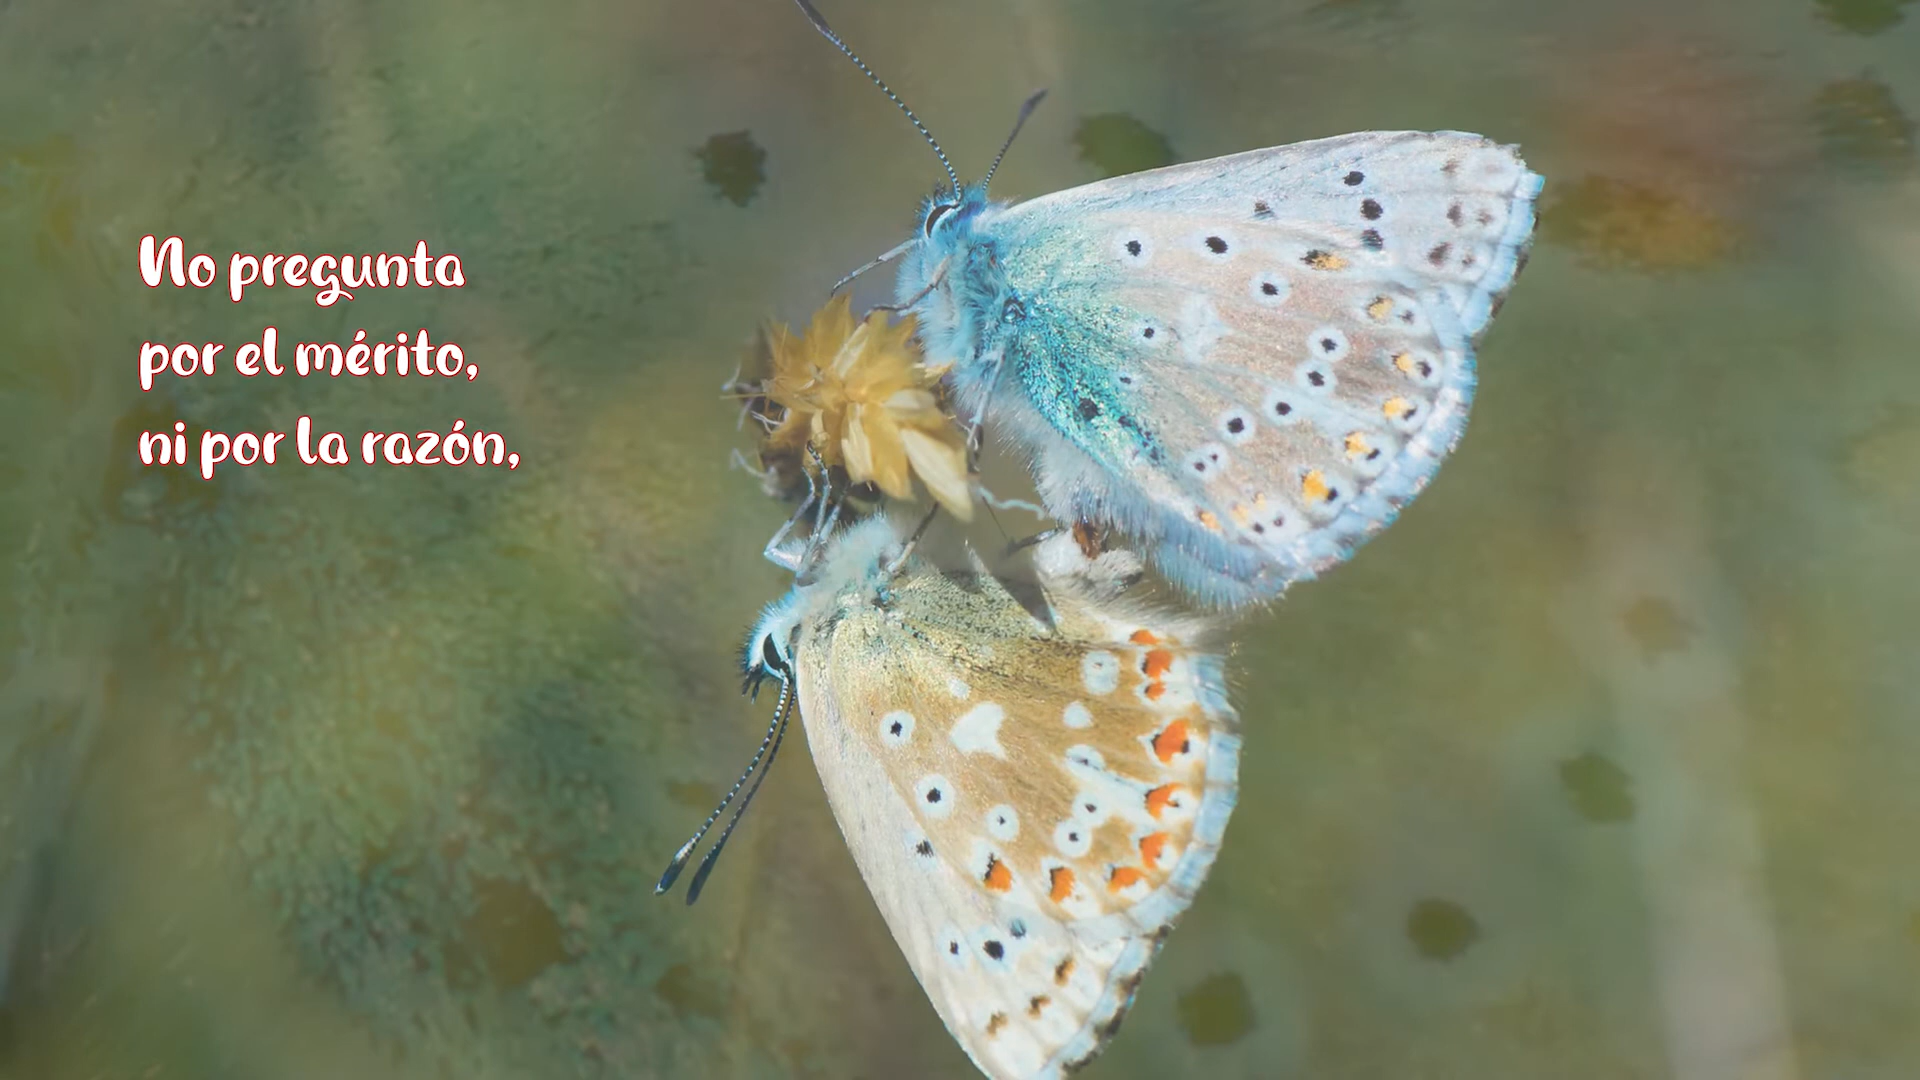 No pregunta
por el mérito,
ni por la razón,